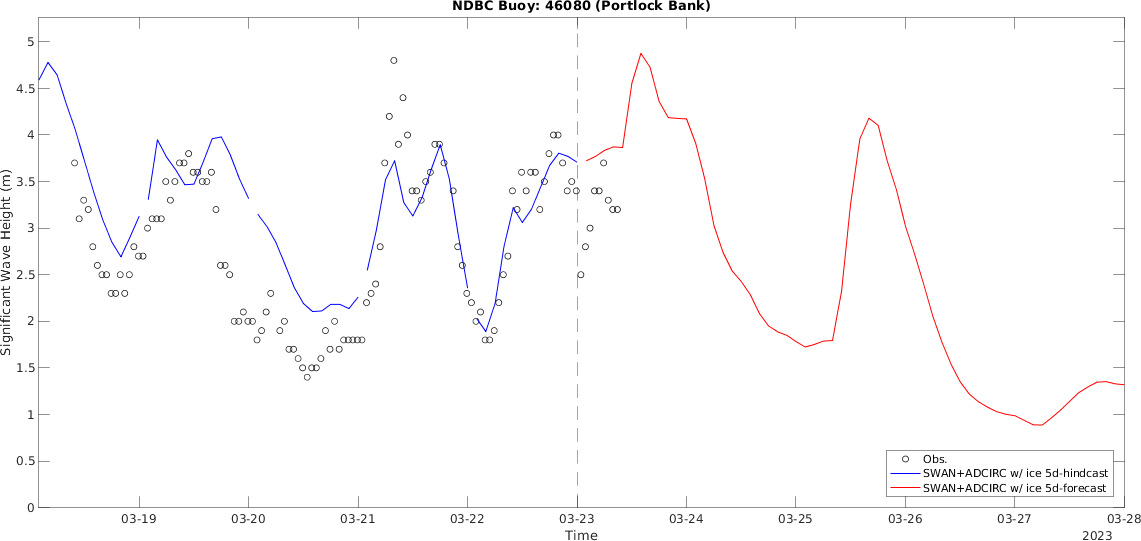 NDBC Buoy: 46080 (Portlock Bank)
5
4.5
4
3.5
3
2.5
2
1.5
1
0.5
0
Significant Wave Height (m)
03-19 03-20 03-21 03-22 03-23 03-24 03-25 03-26 03-27 03-28
Time
2023
Obs.
SWAN+ADCIRC w/ ice 5d-hindcast
SWAN+ADCIRC w/ ice 5d-forecast